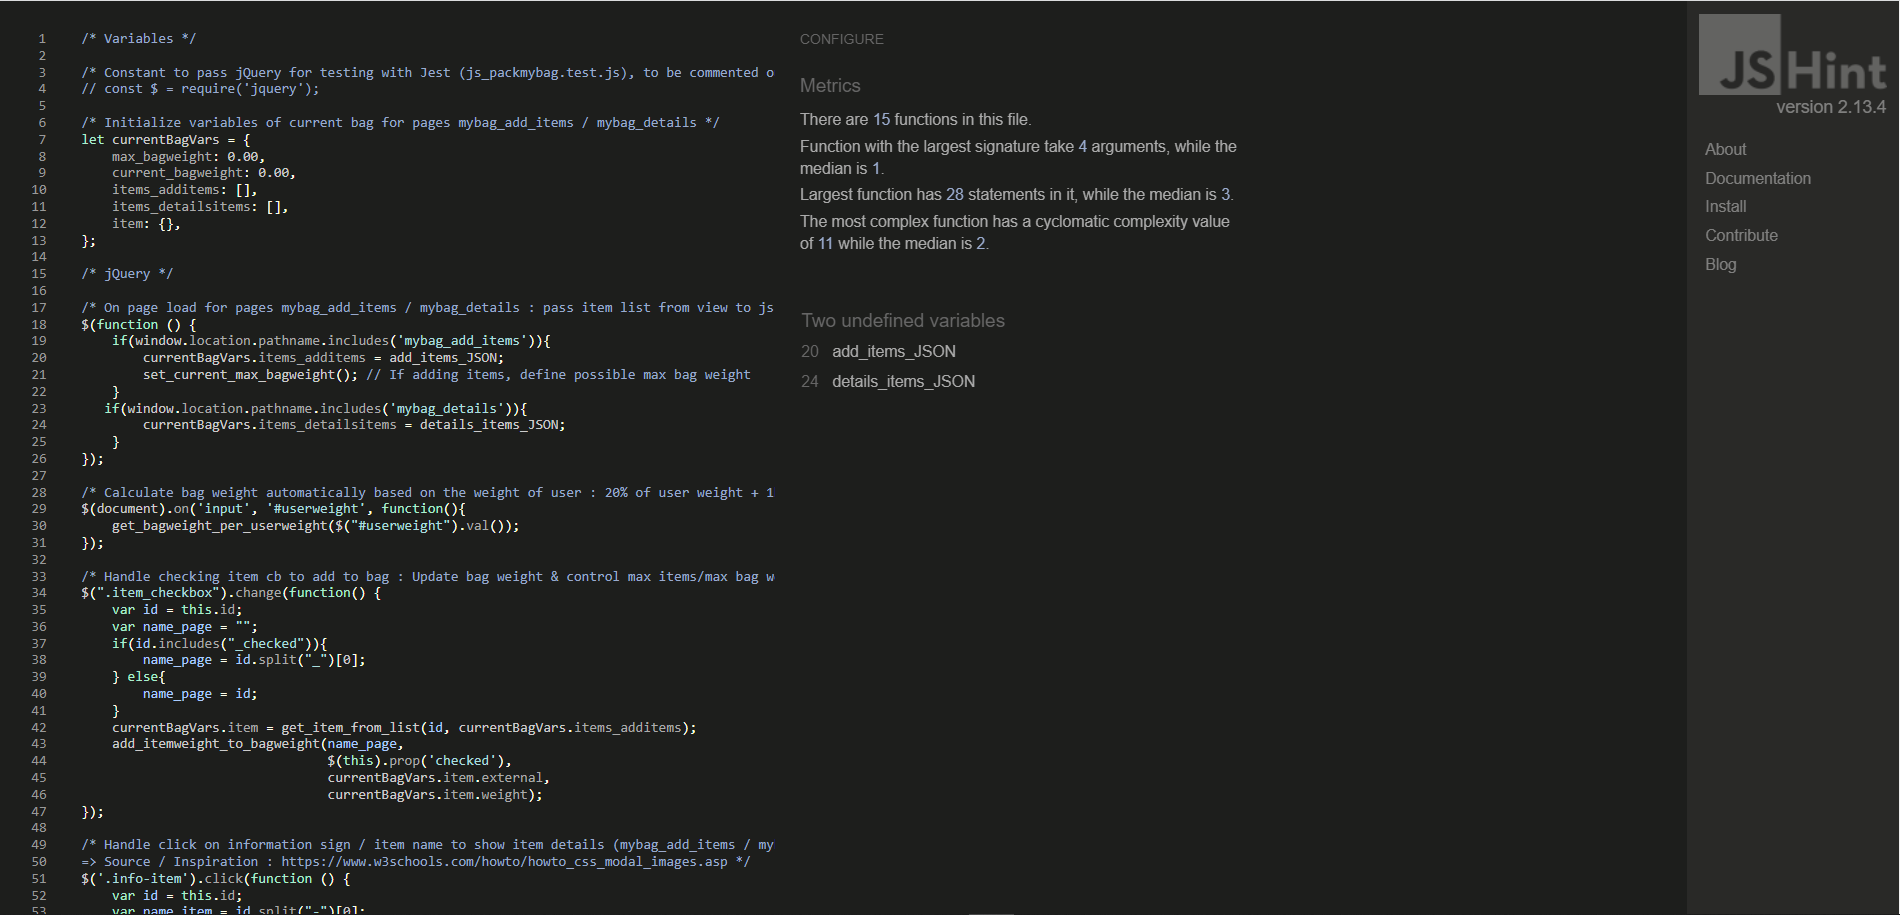 1 /* Variables */
2
3 /* Constant to pass jQuery for testing with Jest (js_packmybag.test.js), to be commented o
4 // const $ = require('jquery');
5
6 /* Initialize variables of current bag for pages mybag_add_items / mybag_details */
7 let currentBagVars = {
8 max_bagweight: 0.00,
9 current_bagweight: 0.00,
10 items_additems: [],
11 items_detailsitems: [],
12 item: {},
13 };
14
15 /* jQuery */
16
17 /* On page load for pages mybag_add_items / mybag_details : pass item list from view to js
18 $(function () {
19 if(window.location.pathname.includes('mybag_add_items')){
20 currentBagVars.items_additems = add_items_JSON;
21 set_current_max_bagweight(); // If adding items, define possible max bag weight
22 }
23 if(window.location.pathname.includes('mybag_details')){
24 currentBagVars.items_detailsitems = details_items_JSON;
25 }
26 });
27
28 /* Calculate bag weight automatically based on the weight of user : 20% of user weight + 1
29 $(document).on('input', '#userweight', function(){
30 get_bagweight_per_userweight($("#userweight").val());
31 });
32
33 /* Handle checking item cb to add to bag : Update bag weight & control max items/max bag w
34 $(".item_checkbox").change(function() {
35 var id = this.id;
36 var name_page = "";
37 if(id.includes("_checked")){
38 name_page = id.split("_")[0];
39 } else{
40 name_page = id;
41 }
42 currentBagVars.item = get_item_from_list(id, currentBagVars.items_additems);
43 add_itemweight_to_bagweight(name_page,
44 $(this).prop('checked'),
45 currentBagVars.item.external,
46 currentBagVars.item.weight);
47 });
48
49 /* Handle click on information sign / item name to show item details (mybag_add_items / my
50 => Source / Inspiration : https://www.w3schools.com/howto/howto_css_modal_images.asp */
51 $('.info-item').click(function () {
52 var id = this.id;
53 var name_item = id.split("-")[0];
CONFIGURE
Metrics
There are 15 functions in this file.
Function with the largest signature take 4 arguments, while the
median is 1.
Largest function has 28 statements in it, while the median is 3.
The most complex function has a cyclomatic complexity value
of 11 while the median is 2.
Two undefined variables
20 add_items_JSON
24 details_items_JSON
JSHint
version 2.13.4
About
Documentation
Install
Contribute
Blog